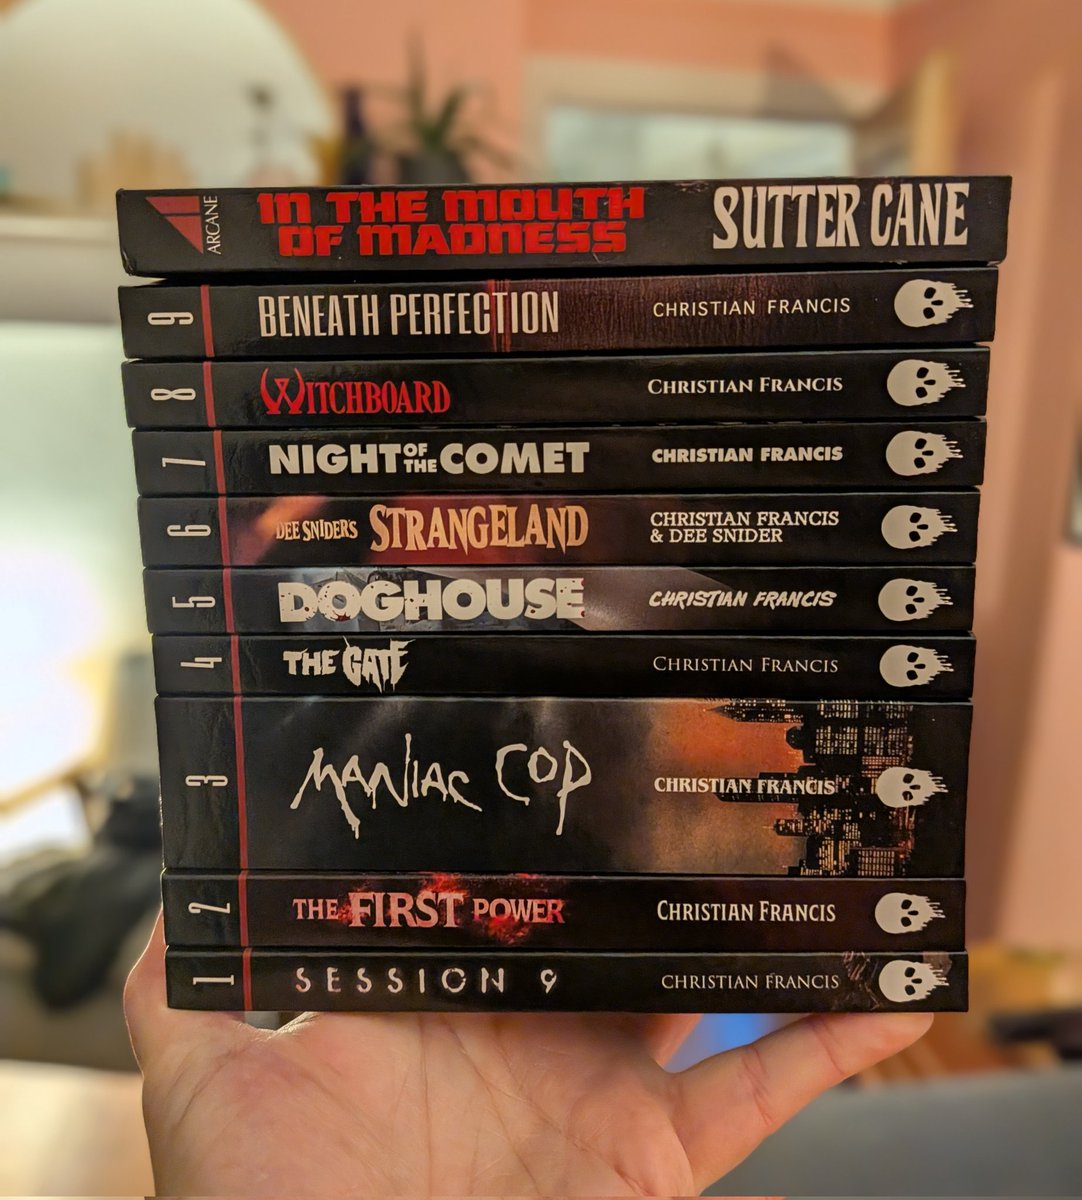 ARCANE
IN THE MOUTH
OF MADNESS
SUTTER CANE
9
BENEATH PERFECTION
CHRISTIAN FRANCIS
8
WITCHBOARD
CHRISTIAN FRANCIS
7
NIGHT OF THE COMET
CHRISTIAN FRANCIS
6
DEE SNIDER'S STRANGELAND
CHRISTIAN FRANCIS
& DEE SNIDER
5
DOGHOUSE
CHRISTIAN FRANCIS
4
THE GATE
CHRISTIAN FRANCIS
3
MANIAC COP
CHRISTIAN FRANCIS
2
THE FIRST POWER
CHRISTIAN FRANCIS
1
SESSION 9
CHRISTIAN FRANCIS